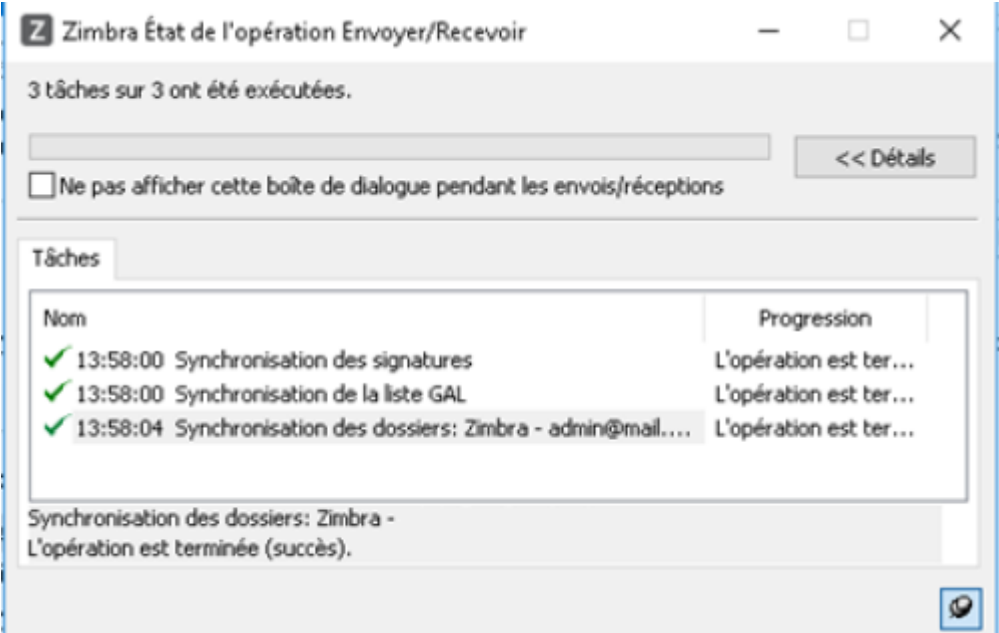 Z Zimbra État de l'opération Envoyer/Recevoir
3 tâches sur 3 ont été exécutées.
<< Détails
Ne pas afficher cette boîte de dialogue pendant les envois/réceptions
Tâches
Nom Progression
13:58:00 Synchronisation des signatures L'opération est ter...
13:58:00 Synchronisation de la liste GAL L'opération est ter...
13:58:04 Synchronisation des dossiers: Zimbra - admin@mail.... L'opération est ter...
Synchronisation des dossiers: Zimbra -
L'opération est terminée (succès).